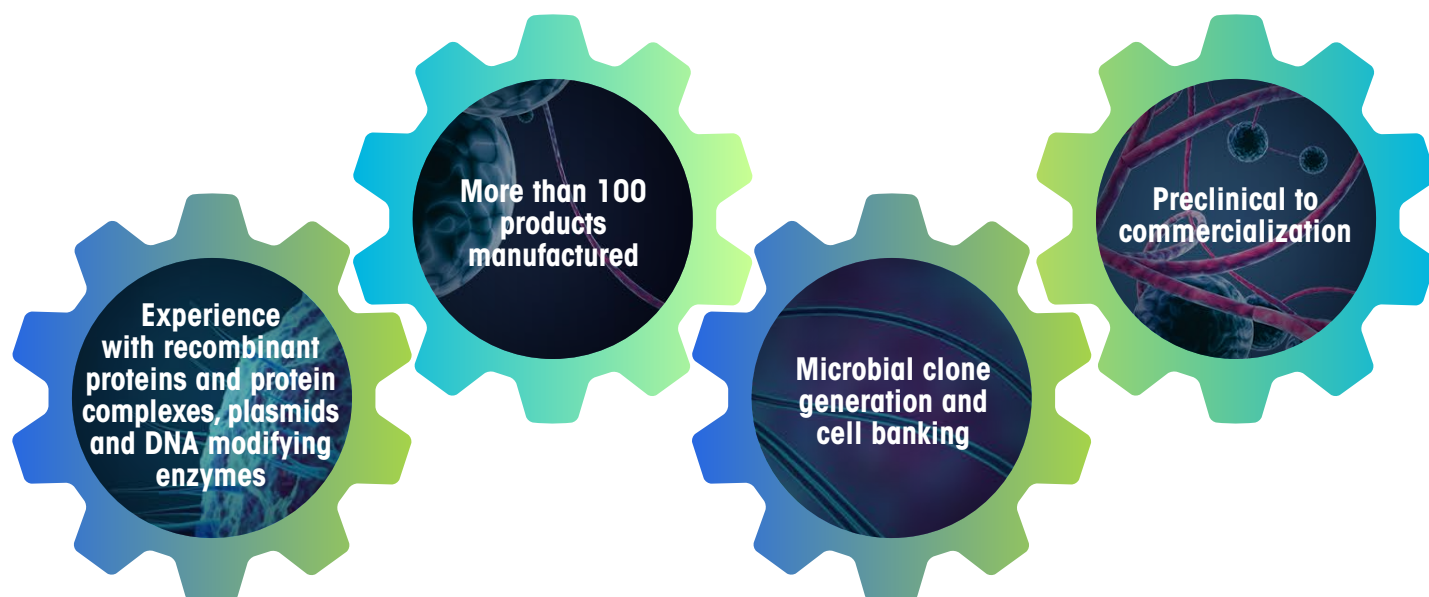 Experience
with recombinant
proteins and protein
complexes, plasmids
and DNA modifying
enzymes
More than 100
products
manufactured
Microbial clone
generation and
cell banking
Preclinical to
commercialization